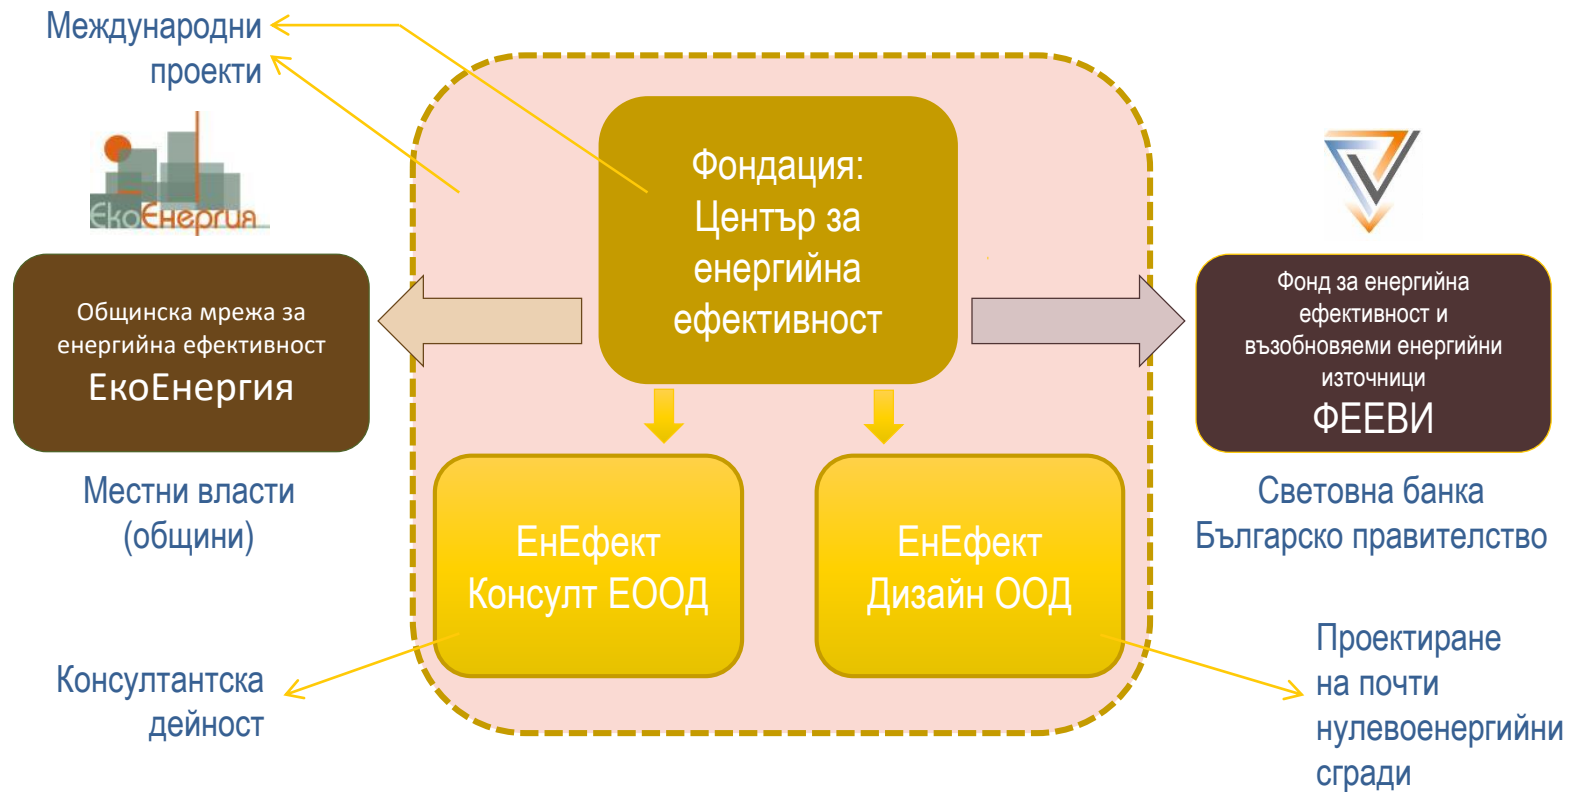 Международни
проекти
ЕкоЕнергия
Общинска мрежа за
енергийна ефективност
ЕкоЕнергия
Местни власти
(общини)
Фондация:
Център за
енергийна
ефективност
ЕнЕфект
Консулт ЕООД
ЕнЕфект
Дизайн ООД
Консултантска
дейност
Фонд за енергийна
ефективност и
възобновяеми енергийни
източници
ФЕЕВИ
Световна банка
Българско правителство
Проектиране
на почти
нулевоенергийни
сгради